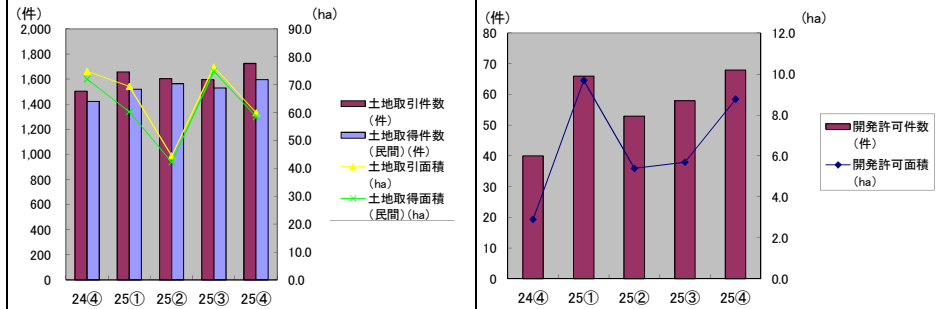 (件)
(ha)
2,000
1,800
1,600
1,400
1,200
1,000
800
600
400
200
0
90.0
80.0
70.0
60.0
50.0
40.0
30.0
20.0
10.0
0.0
24④
25①
25②
25③
25④
土地取引件数
(件)
土地取得件数
(民間)(件)
土地取引面積
(ha)
土地取得面積
(民間)(ha)
(件)
(ha)
80
70
60
50
40
30
20
10
0
12.0
10.0
8.0
6.0
4.0
2.0
0.0
24④
25①
25②
25③
25④
開発許可件数
(件)
開発許可面積
(ha)